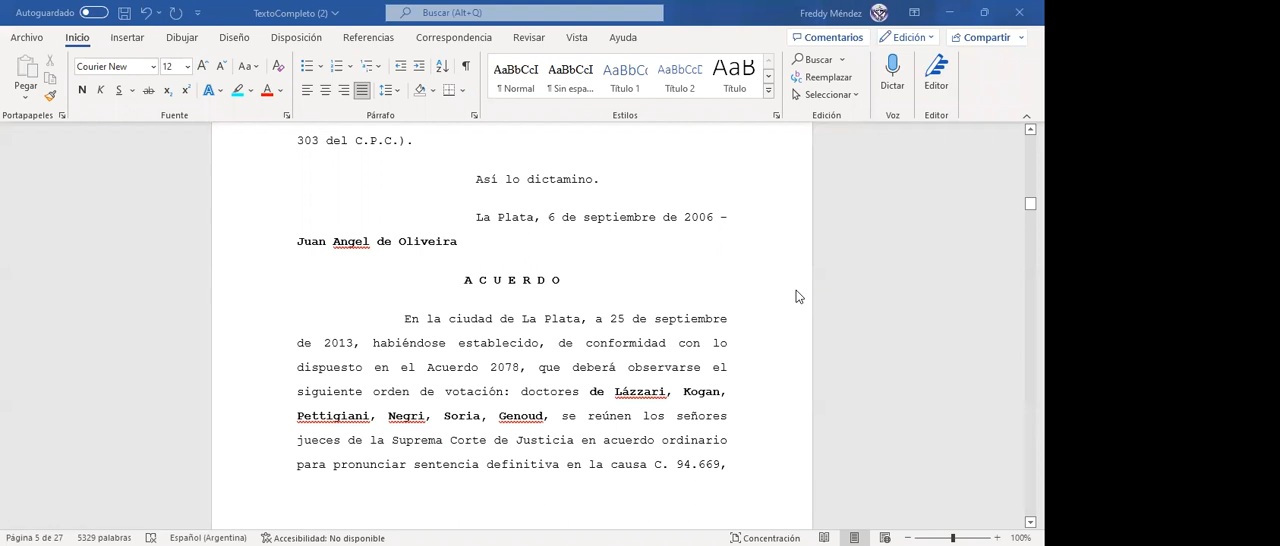 Autoguardado TextoCompleto (2) Buscar (Alt+Q) Freddy Méndez
Archivo Inicio Insertar Dibujar Diseño Disposición Referencias Correspondencia Revisar Vista Ayuda Comentarios Edición Compartir
Pegar
Courier New 12 Aa
N K S ab x₂ x² A A
AaBbCcI AaBbCcI AaBbCc AaBbCcD AaB
¶ Normal ¶ Sin espa... Título 1 Título 2 Título
Buscar
Reemplazar
Seleccionar
Dictar Editor
Portapapeles Fuente Párrafo Estilos Edición Voz Editor
303 del C.P.C.).
Así lo dictamino.
La Plata, 6 de septiembre de 2006 –
Juan Angel de Oliveira
A C U E R D O
En la ciudad de La Plata, a 25 de septiembre
de 2013, habiéndose establecido, de conformidad con lo
dispuesto en el Acuerdo 2078, que deberá observarse el
siguiente orden de votación: doctores de Lázzari, Kogan,
Pettigiani, Negri, Soria, Genoud, se reúnen los señores
jueces de la Suprema Corte de Justicia en acuerdo ordinario
para pronunciar sentencia definitiva en la causa C. 94.669,
Página 5 de 27 5329 palabras Español (Argentina) Accesibilidad: No disponible Concentración 100%